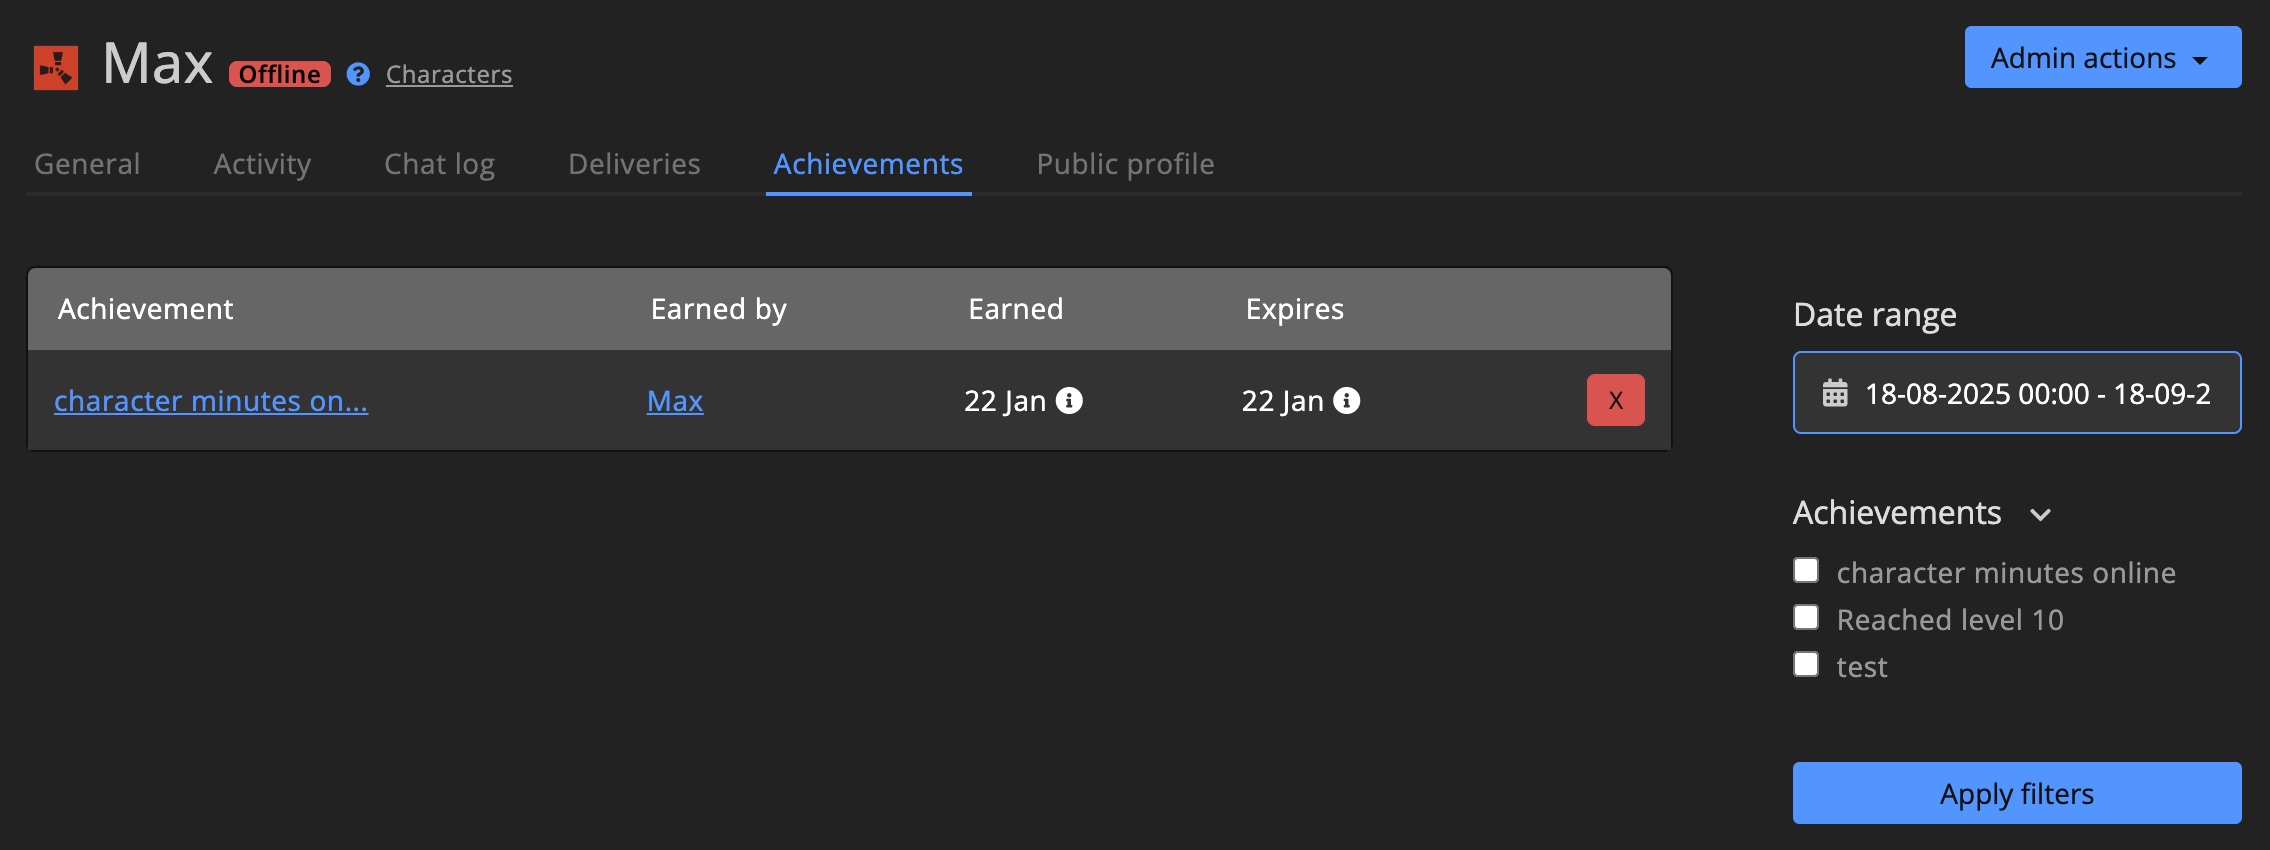 Max Offline ? Characters
Admin actions
General Activity Chat log Deliveries Achievements Public profile
Achievement Earned by Earned Expires
character minutes on... Max 22 Jan 22 Jan X
Date range
18-08-2025 00:00 - 18-09-2
Achievements
character minutes online
Reached level 10
test
Apply filters